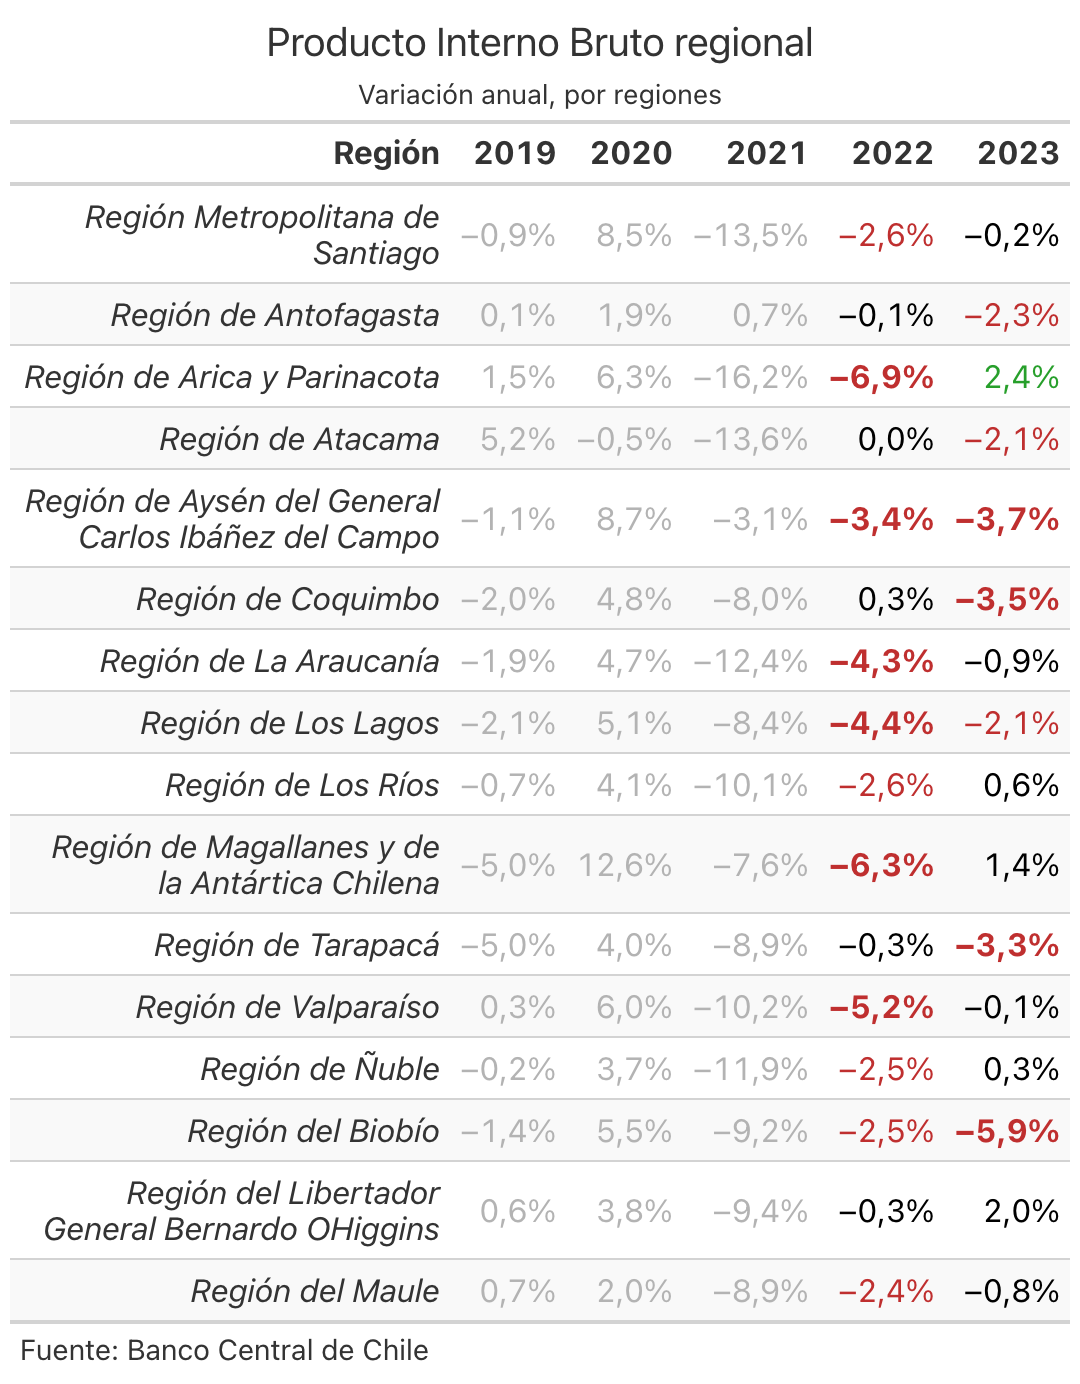 Producto Interno Bruto regional
Variación anual, por regiones
Región 2019 2020 2021 2022 2023
Región Metropolitana de
Santiago −0,9% 8,5% −13,5% −2,6% −0,2%
Región de Antofagasta 0,1% 1,9% 0,7% −0,1% −2,3%
Región de Arica y Parinacota 1,5% 6,3% −16,2% −6,9% 2,4%
Región de Atacama 5,2% −0,5% −13,6% 0,0% −2,1%
Región de Aysén del General
Carlos Ibáñez del Campo −1,1% 8,7% −3,1% −3,4% −3,7%
Región de Coquimbo −2,0% 4,8% −8,0% 0,3% −3,5%
Región de La Araucanía −1,9% 4,7% −12,4% −4,3% −0,9%
Región de Los Lagos −2,1% 5,1% −8,4% −4,4% −2,1%
Región de Los Ríos −0,7% 4,1% −10,1% −2,6% 0,6%
Región de Magallanes y de
la Antártica Chilena −5,0% 12,6% −7,6% −6,3% 1,4%
Región de Tarapacá −5,0% 4,0% −8,9% −0,3% −3,3%
Región de Valparaíso 0,3% 6,0% −10,2% −5,2% −0,1%
Región de Ñuble −0,2% 3,7% −11,9% −2,5% 0,3%
Región del Biobío −1,4% 5,5% −9,2% −2,5% −5,9%
Región del Libertador
General Bernardo OHiggins 0,6% 3,8% −9,4% −0,3% 2,0%
Región del Maule 0,7% 2,0% −8,9% −2,4% −0,8%
Fuente: Banco Central de Chile